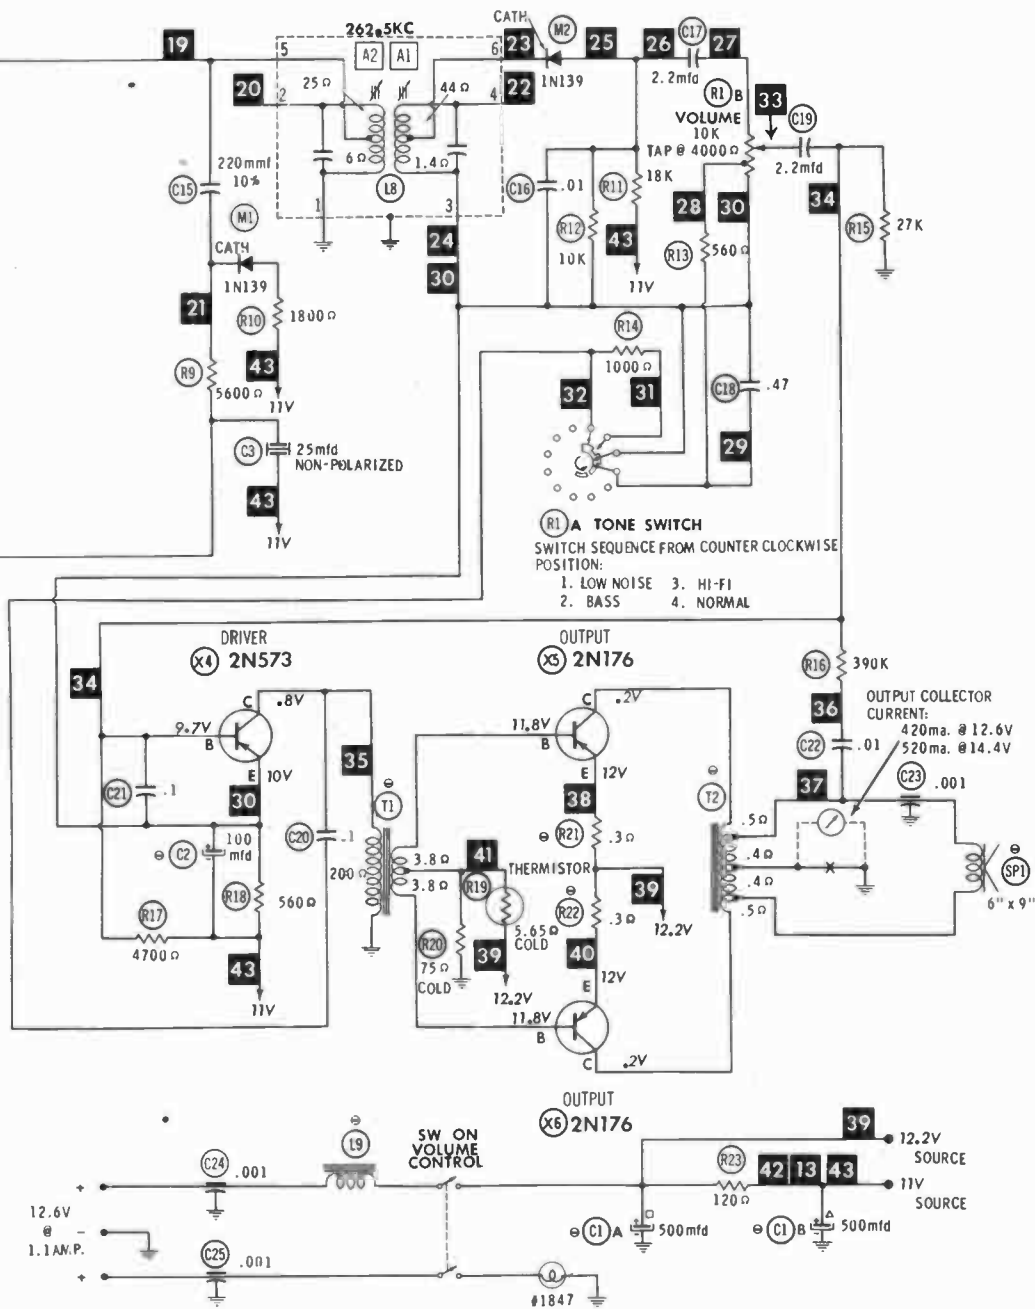 19
262.5KC
5
A2
A1
6
25Ω
44Ω
20
2
4
6Ω
1.4Ω
L8
1
3
CATH
23
M2
25
26
C17
27
22
1N139
2.2mfd
R1 B
VOLUME
10K
TAP @ 4000Ω
33
C19
2.2mfd
220mmf
10%
C15
M1
CATH
1N139
21
R10
1800Ω
R9
5600Ω
43
11V
C3
25mfd
NON-POLARIZED
43
11V
24
30
C16
.01
R11
18K
R12
10K
43
11V
28
30
R13
560Ω
34
R15
27K
R14
1000Ω
32
31
C18
.47
29
R1 A TONE SWITCH
SWITCH SEQUENCE FROM COUNTER CLOCKWISE
POSITION:
1. LOW NOISE 3. HI-FI
2. BASS 4. NORMAL
DRIVER
X4 2N573
34
C
.8V
9.7V
B
E
10V
C21
.1
30
C2
100
mfd
R18
560Ω
R17
4700Ω
43
11V
C20
.1
35
T1
200Ω
3.8Ω
3.8Ω
41
R19
THERMISTOR
5.65Ω
COLD
R20
75Ω
COLD
39
12.2V
OUTPUT
X5 2N176
C
.2V
11.8V
B
E
12V
38
R21
.3Ω
39
12.2V
R22
.3Ω
40
12V
E
11.8V
B
C
.2V
OUTPUT
X6 2N176
T2
.5Ω
.4Ω
.4Ω
.5Ω
R16
390K
36
C22
.01
OUTPUT COLLECTOR
CURRENT:
420ma. @ 12.6V
520ma. @ 14.4V
37
C23
.001
SP1
6" x 9"
12.6V
@
1.1AMP.
+
-
+
C24
.001
L9
SW ON
VOLUME
CONTROL
C25
.001
#1847
39
12.2V
SOURCE
R23
120Ω
42
13
43
11V
SOURCE
C1 A
500mfd
C1 B
500mfd